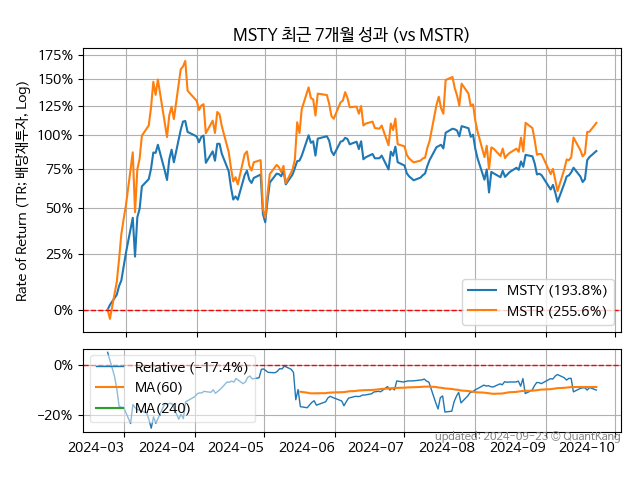 MSTY 최근 7개월 성과 (vs MSTR)
Rate of Return (TR; 배당재투자, Log)
175%
150%
125%
100%
75%
50%
25%
0%
MSTY (193.8%)
MSTR (255.6%)
0%
−20%
Relative (−17.4%)
MA(60)
MA(240)
2024-03 2024-04 2024-05 2024-06 2024-07 2024-08 2024-09 2024-10
updated: 2024-09-23 © QuantKang